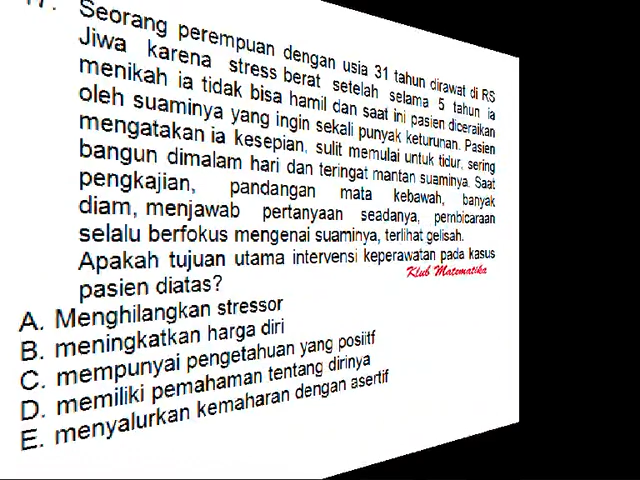 Seorang perempuan dengan usia 31 tahun dirawat di RS
Jiwa karena stress berat setelah selama 5 tahun ia
menikah ia tidak bisa hamil dan saat ini pasien diceraikan
oleh suaminya yang ingin sekali punyak keturunan. Pasien
mengatakan ia kesepian, sulit memulai untuk tidur, sering
bangun dimalam hari dan teringat mantan suaminya. Saat
pengkajian, pandangan mata kebawah, banyak
diam, menjawab pertanyaan seadanya, pembicaraan
selalu berfokus mengenai suaminya, terlihat gelisah.
Apakah tujuan utama intervensi keperawatan pada kasus
pasien diatas?
Klub Matematika
A. Menghilangkan stressor
B. meningkatkan harga diri
C. mempunyai pengetahuan yang posiitf
D. memiliki pemahaman tentang dirinya
E. menyalurkan kemaharan dengan asertif